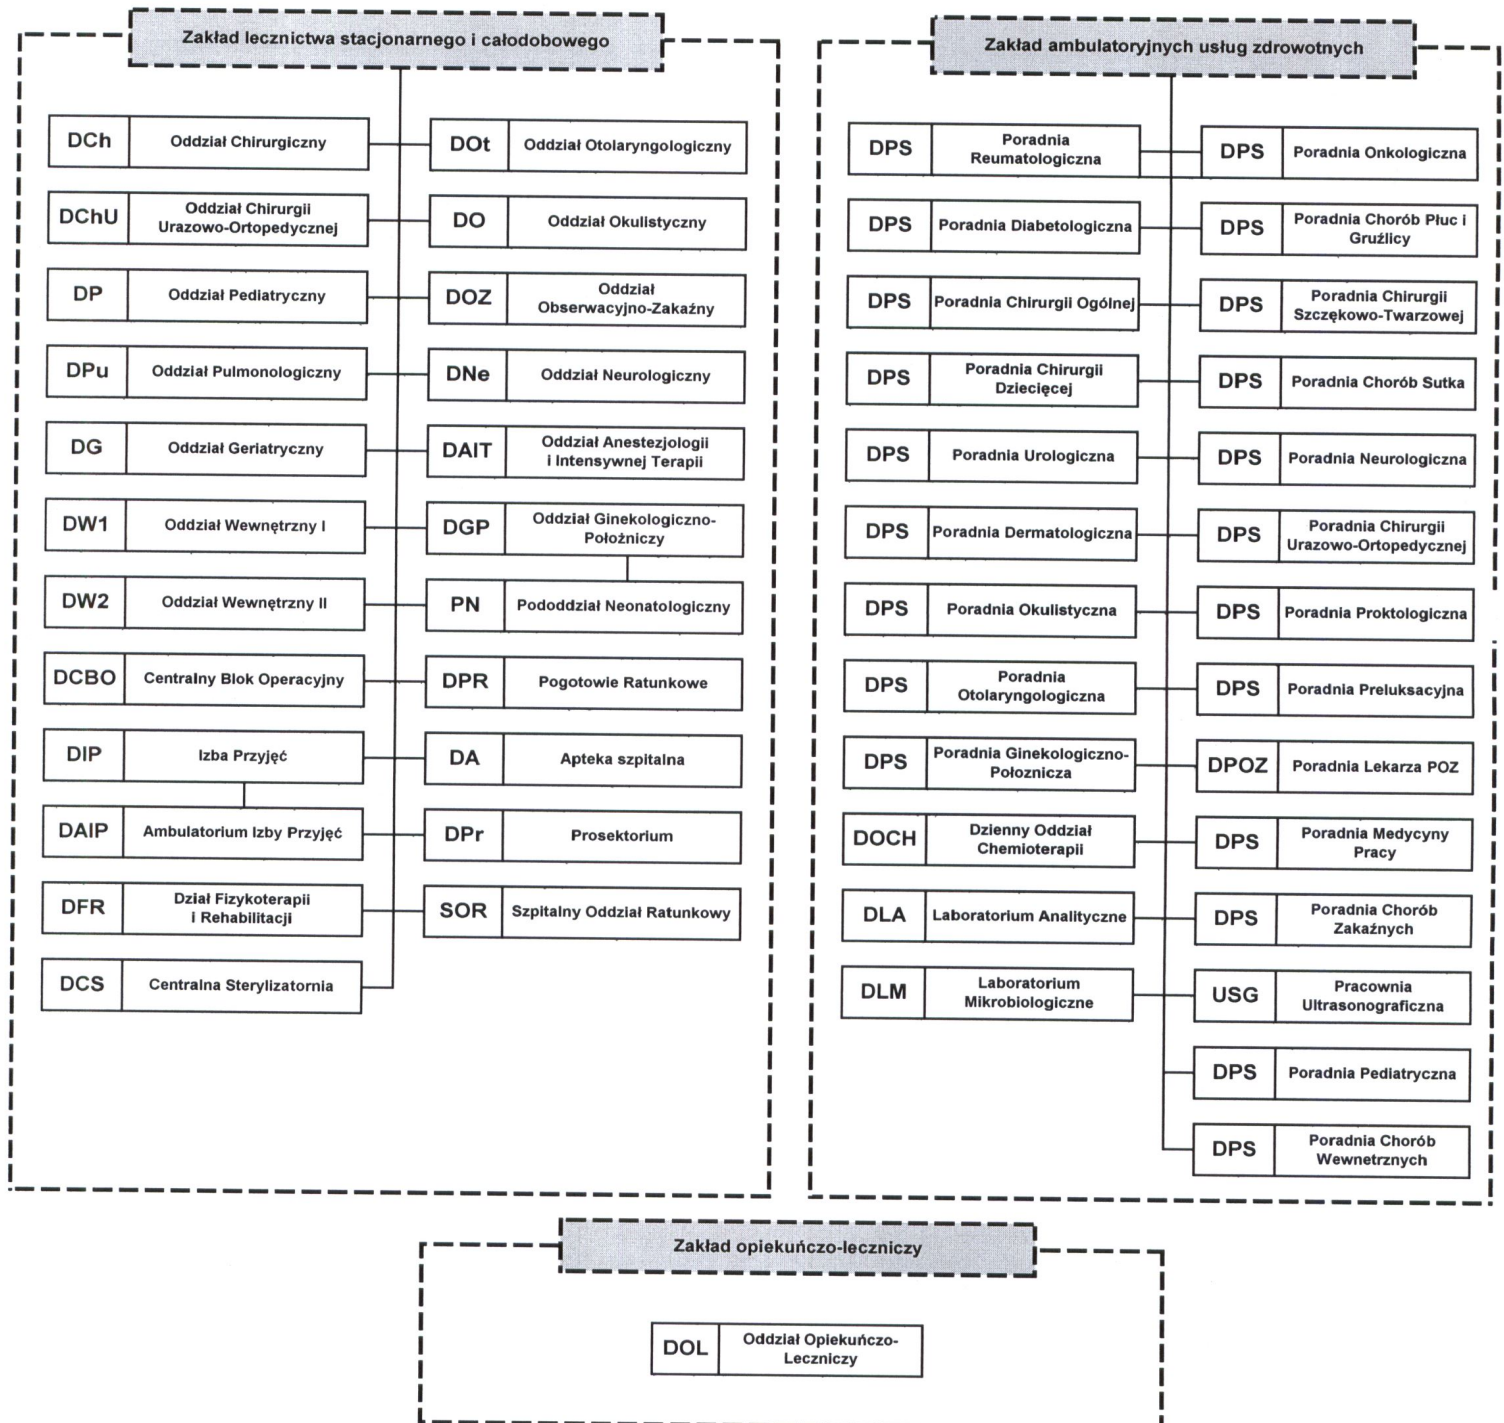 Zakład lecznictwa stacjonarnego i całodobowego
DCh
Oddział Chirurgiczny
DOt
Oddział Otolaryngologiczny
DChU
Oddział Chirurgii
Urazowo-Ortopedycznej
DO
Oddział Okulistyczny
DP
Oddział Pediatryczny
DOZ
Oddział
Obserwacyjno-Zakaźny
DPu
Oddział Pulmonologiczny
DNe
Oddział Neurologiczny
DG
Oddział Geriatryczny
DAIT
Oddział Anestezjologii
i Intensywnej Terapii
DW1
Oddział Wewnętrzny I
DGP
Oddział Ginekologiczno-
Położniczy
DW2
Oddział Wewnętrzny II
PN
Pododdział Neonatologiczny
DCBO
Centralny Blok Operacyjny
DPR
Pogotowie Ratunkowe
DIP
Izba Przyjęć
DA
Apteka szpitalna
DAIP
Ambulatorium Izby Przyjęć
DPr
Prosektorium
DFR
Dział Fizykoterapii
i Rehabilitacji
SOR
Szpitalny Oddział Ratunkowy
DCS
Centralna Sterylizatornia
Zakład ambulatoryjnych usług zdrowotnych
DPS
Poradnia
Reumatologiczna
DPS
Poradnia Onkologiczna
DPS
Poradnia Diabetologiczna
DPS
Poradnia Chorób Płuc i
Gruźlicy
DPS
Poradnia Chirurgii Ogólnej
DPS
Poradnia Chirurgii
Szczękowo-Twarzowej
DPS
Poradnia Chirurgii
Dziecięcej
DPS
Poradnia Chorób Sutka
DPS
Poradnia Urologiczna
DPS
Poradnia Neurologiczna
DPS
Poradnia Dermatologiczna
DPS
Poradnia Chirurgii
Urazowo-Ortopedycznej
DPS
Poradnia Okulistyczna
DPS
Poradnia Proktologiczna
DPS
Poradnia
Otolaryngologiczna
DPS
Poradnia Preluksacyjna
DPS
Poradnia Ginekologiczno-
Połoznicza
DPOZ
Poradnia Lekarza POZ
DOCH
Dzienny Oddział
Chemioterapii
DPS
Poradnia Medycyny
Pracy
DLA
Laboratorium Analityczne
DPS
Poradnia Chorób
Zakaźnych
DLM
Laboratorium
Mikrobiologiczne
USG
Pracownia
Ultrasonograficzna
DPS
Poradnia Pediatryczna
DPS
Poradnia Chorób
Wewnetrznych
Zakład opiekuńczo-leczniczy
DOL
Oddział Opiekuńczo-
Leczniczy